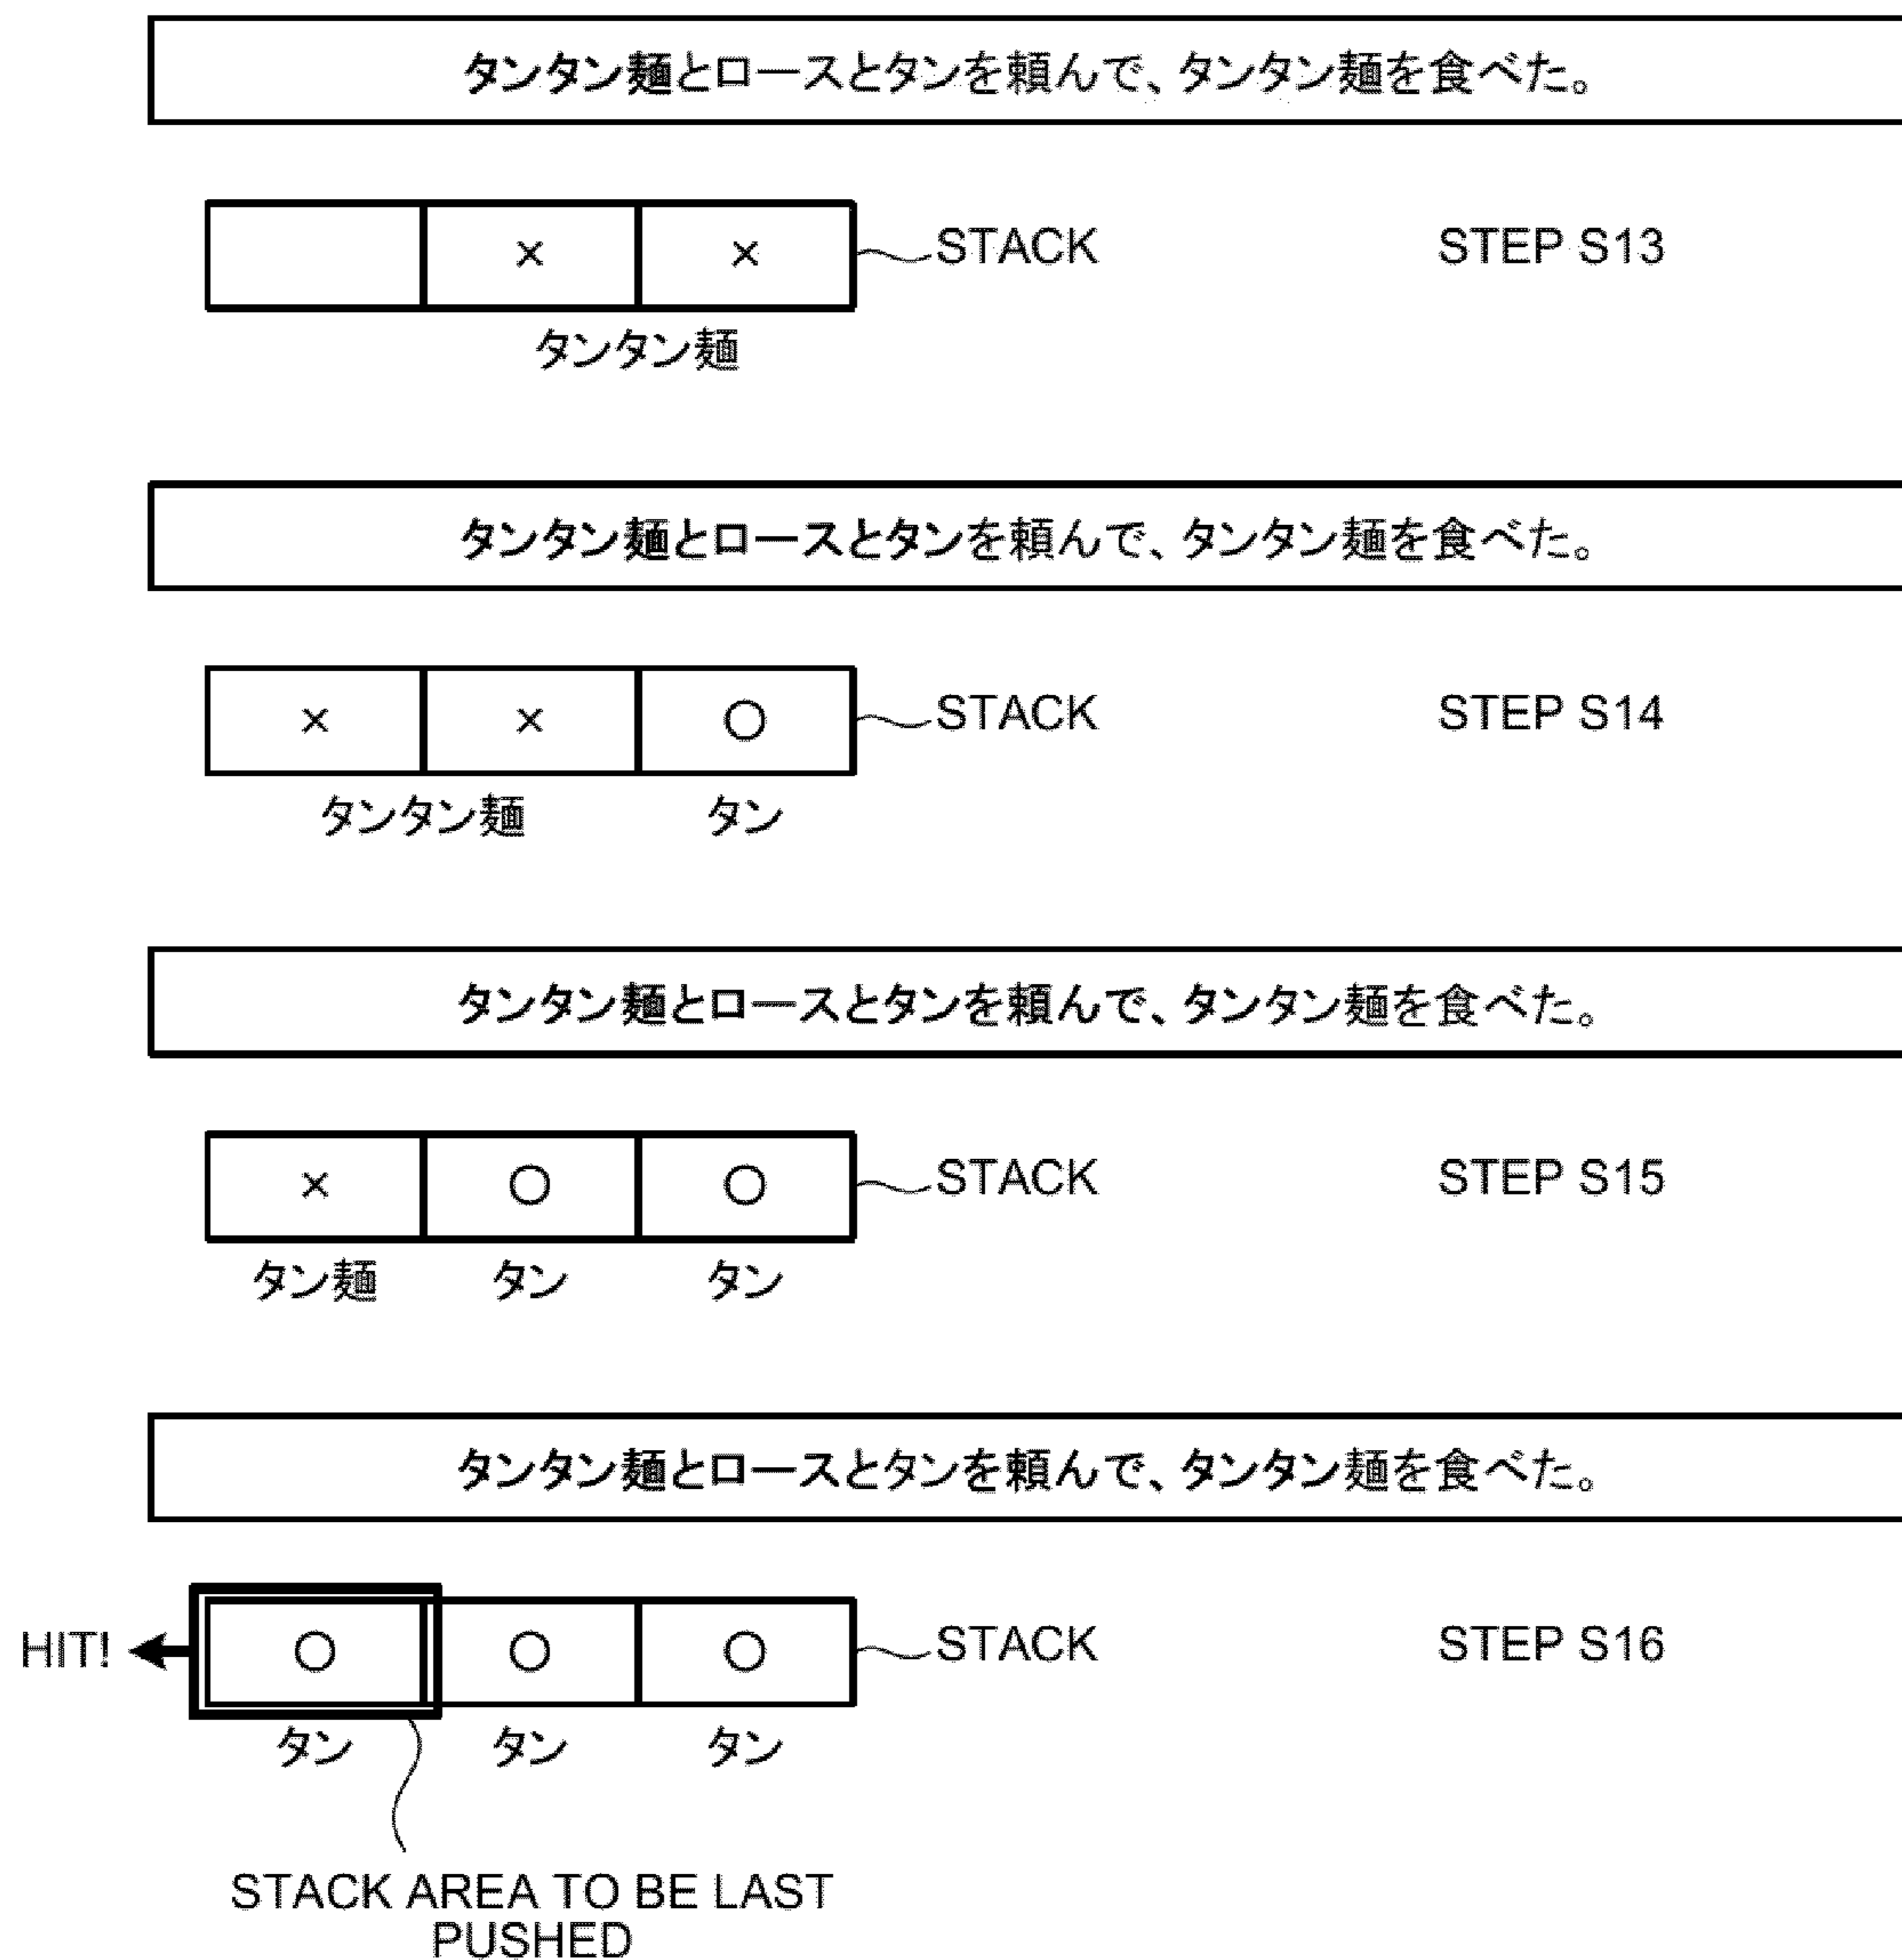 タンタン麺とロースとタンを頼んで、タンタン麺を食べた。
× × STACK STEP S13
タンタン麺
タンタン麺とロースとタンを頼んで、タンタン麺を食べた。
× × ○ STACK STEP S14
タンタン麺 タン
タンタン麺とロースとタンを頼んで、タンタン麺を食べた。
× ○ ○ STACK STEP S15
タン麺 タン タン
タンタン麺とロースとタンを頼んで、タンタン麺を食べた。
HIT! ○ ○ ○ STACK STEP S16
タン タン タン
STACK AREA TO BE LAST
PUSHED